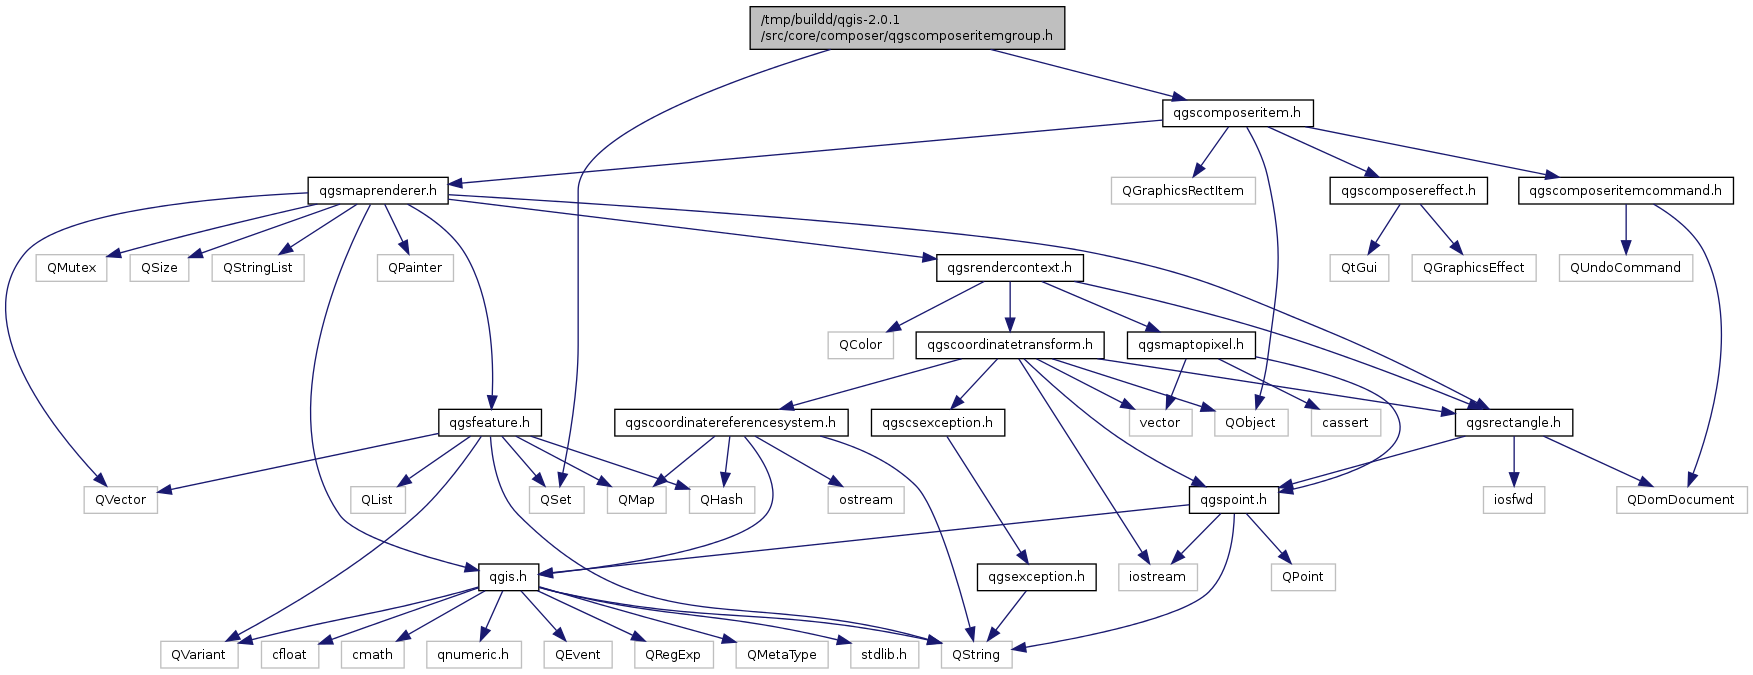 /tmp/buildd/qgis-2.0.1
/src/core/composer/qgscomposeritemgroup.h
qgscomposeritem.h
qgsmaprenderer.h
QGraphicsRectItem
qgscomposereffect.h
qgscomposeritemcommand.h
QMutex
QSize
QStringList
QPainter
qgsrendercontext.h
QtGui
QGraphicsEffect
QUndoCommand
QColor
qgscoordinatetransform.h
qgsmaptopixel.h
qgsfeature.h
qgscoordinatereferencesystem.h
qgscsexception.h
vector
QObject
cassert
qgsrectangle.h
QVector
QList
QSet
QMap
QHash
ostream
qgspoint.h
iosfwd
QDomDocument
qgis.h
qgsexception.h
iostream
QPoint
QVariant
cfloat
cmath
qnumeric.h
QEvent
QRegExp
QMetaType
stdlib.h
QString